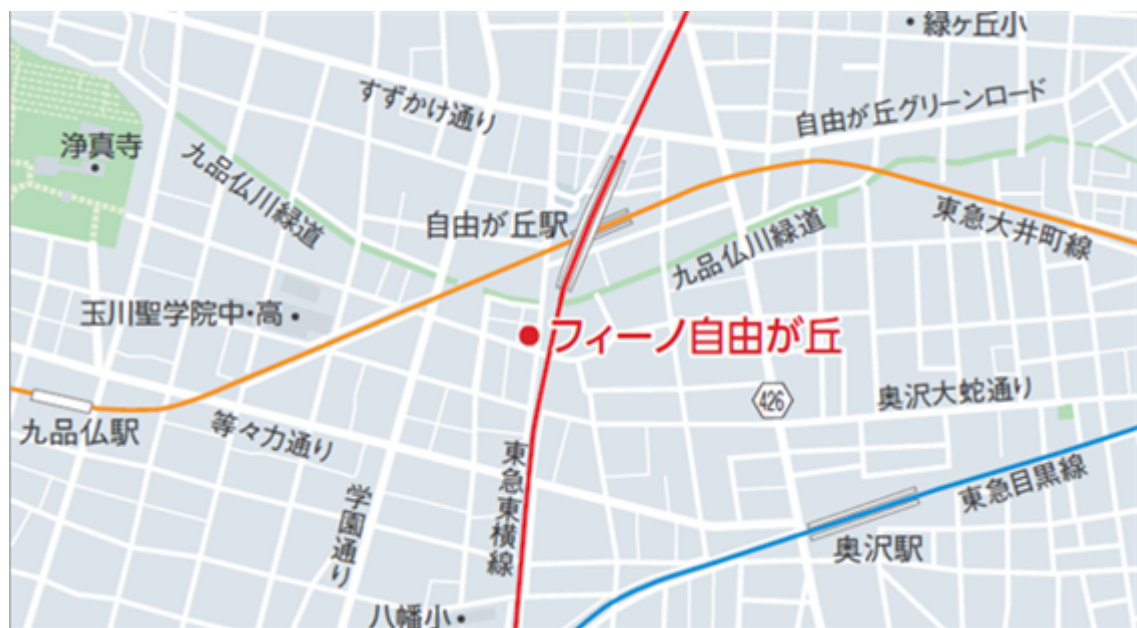 緑ヶ丘小
すずかけ通り
自由が丘グリーンロード
浄真寺
九品仏川緑道
自由が丘駅
九品仏川緑道
東急大井町線
玉川聖学院中・高
フィーノ自由が丘
426
奥沢大蛇通り
九品仏駅
等々力通り
東急東横線
学園通り
東急目黒線
奥沢駅
八幡小